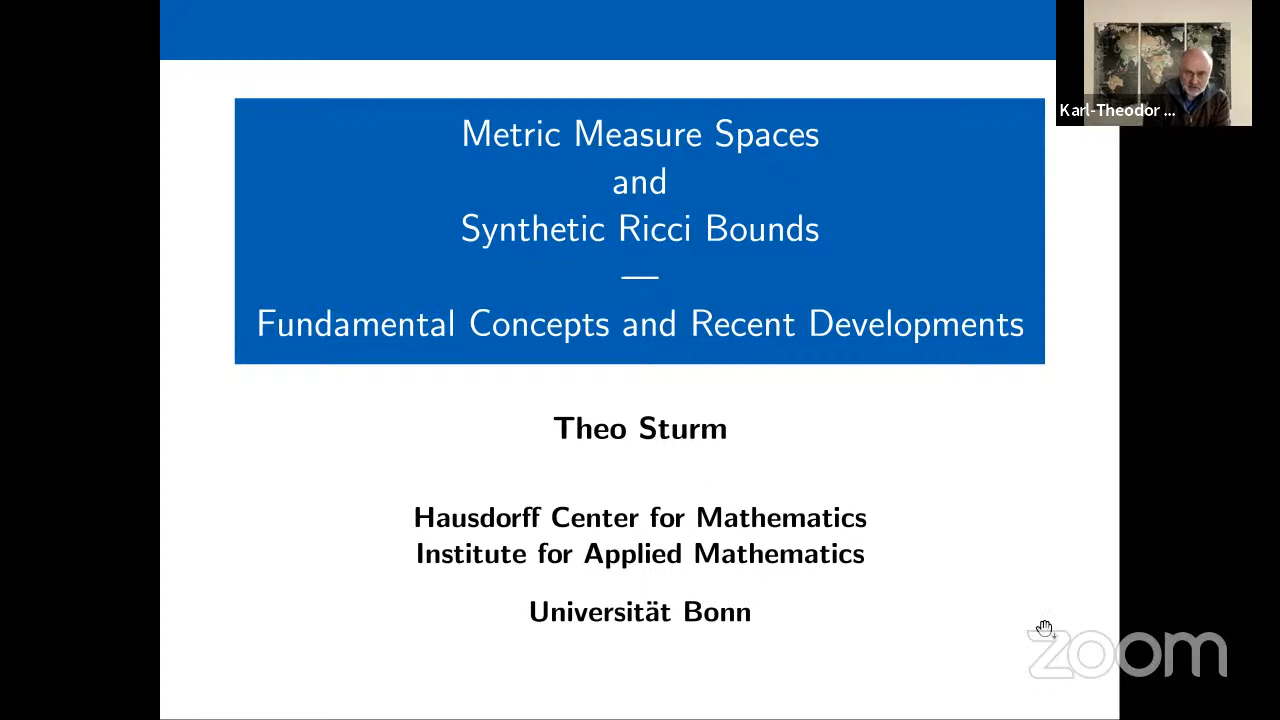 Metric Measure Spaces
and
Synthetic Ricci Bounds
—
Fundamental Concepts and Recent Developments
Theo Sturm
Hausdorff Center for Mathematics
Institute for Applied Mathematics
Universität Bonn
Karl-Theodor ...
zoom